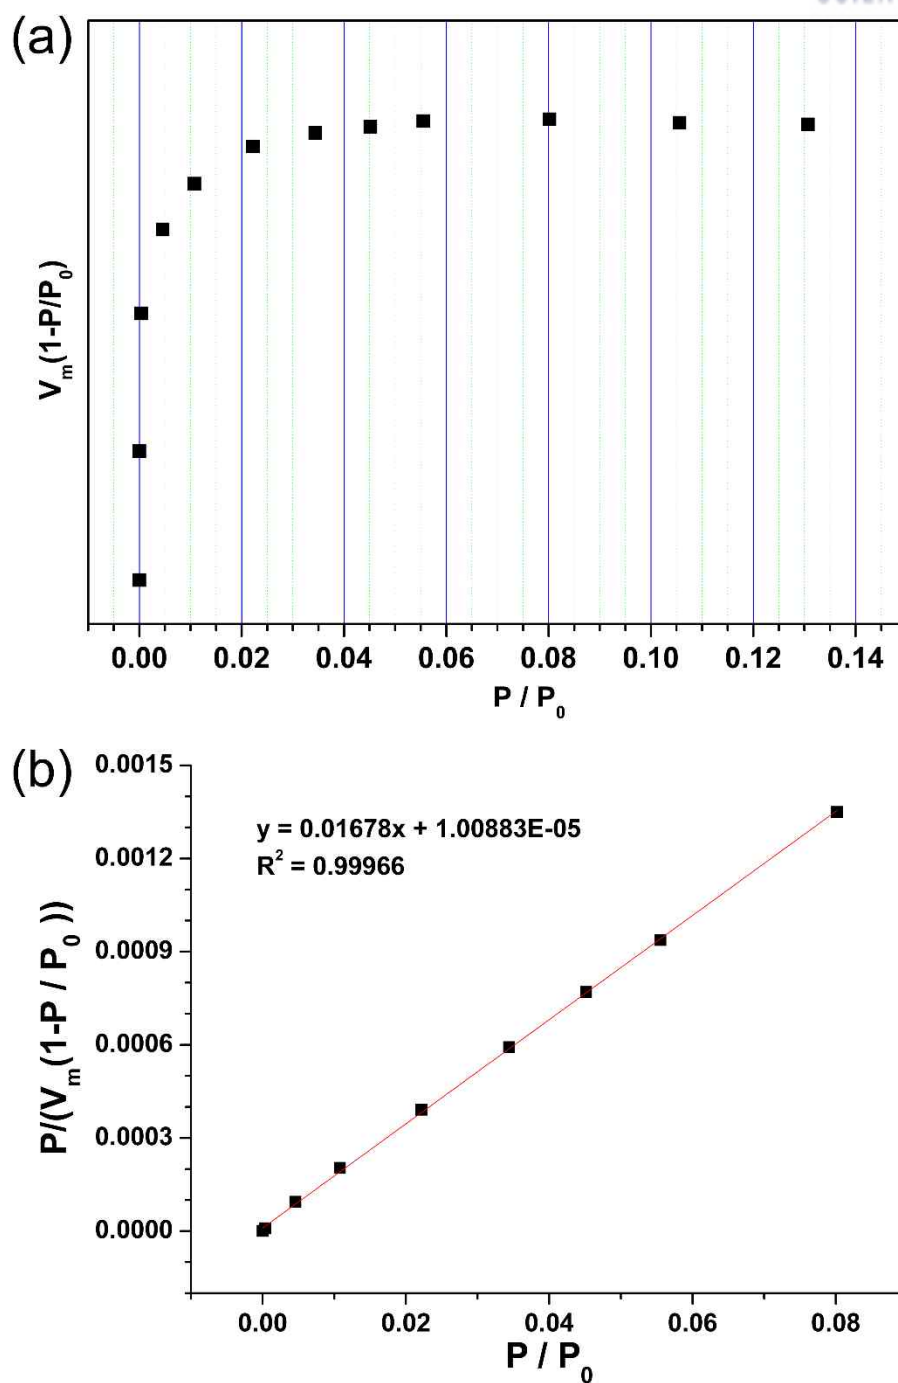 (a)
V_m(1-P/P_0)
0.00 0.02 0.04 0.06 0.08 0.10 0.12 0.14
P / P_0
(b)
y = 0.01678x + 1.00883E-05
R^2 = 0.99966
P/(V_m(1-P / P_0 ))
0.0015
0.0012
0.0009
0.0006
0.0003
0.0000
0.00 0.02 0.04 0.06 0.08
P / P_0